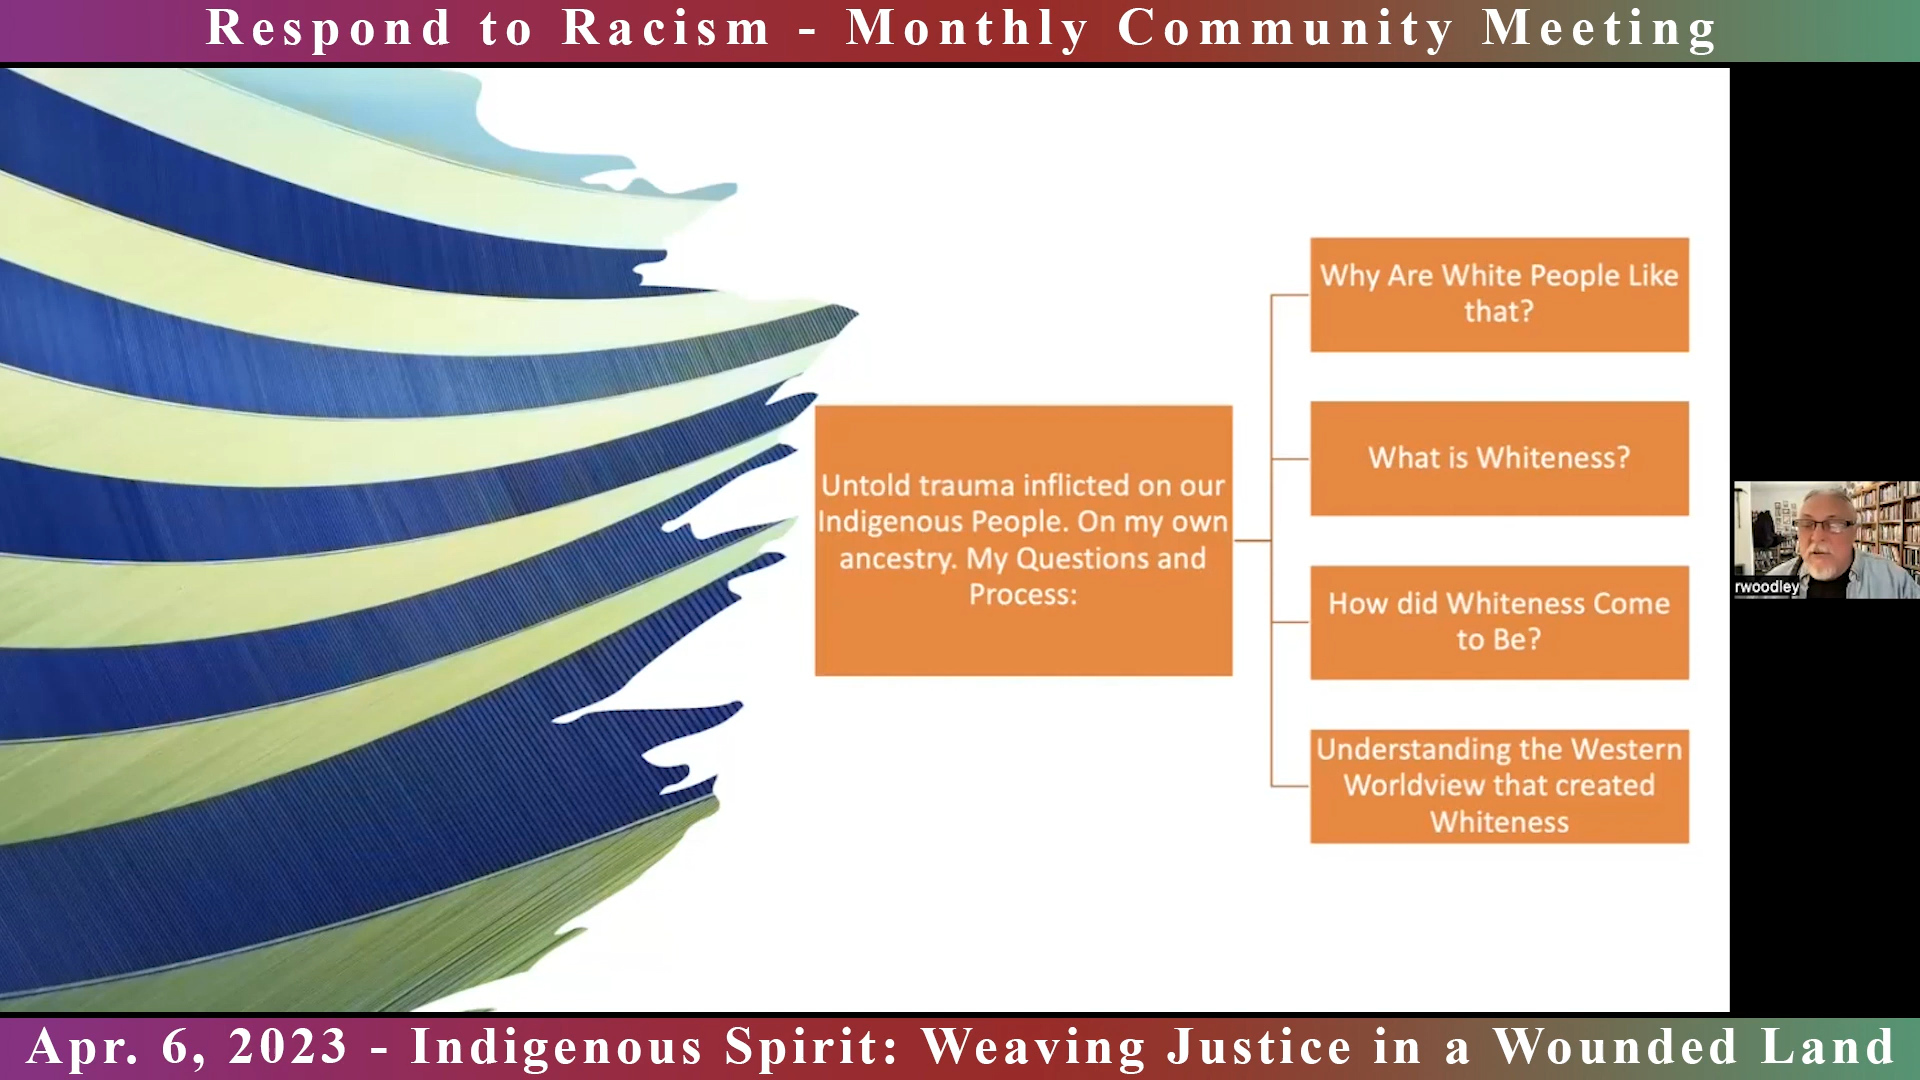 Respond to Racism - Monthly Community Meeting
Untold trauma inflicted on our
Indigenous People. On my own
ancestry. My Questions and
Process:
Why Are White People Like
that?
What is Whiteness?
How did Whiteness Come
to Be?
Understanding the Western
Worldview that created
Whiteness
rwoodley
Apr. 6, 2023 - Indigenous Spirit: Weaving Justice in a Wounded Land